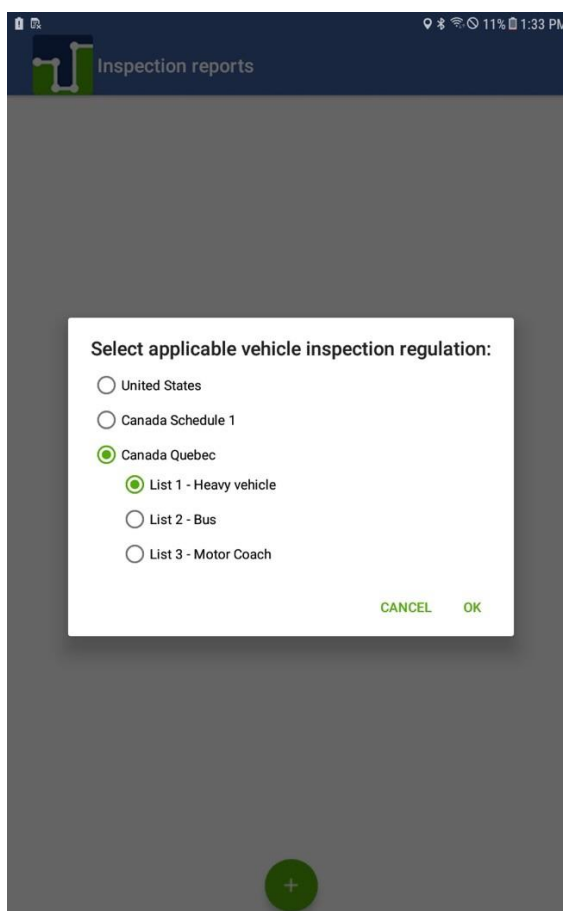 11% 1:33 PM
Inspection reports
Select applicable vehicle inspection regulation:
United States
Canada Schedule 1
Canada Quebec
List 1 - Heavy vehicle
List 2 - Bus
List 3 - Motor Coach
CANCEL OK
+